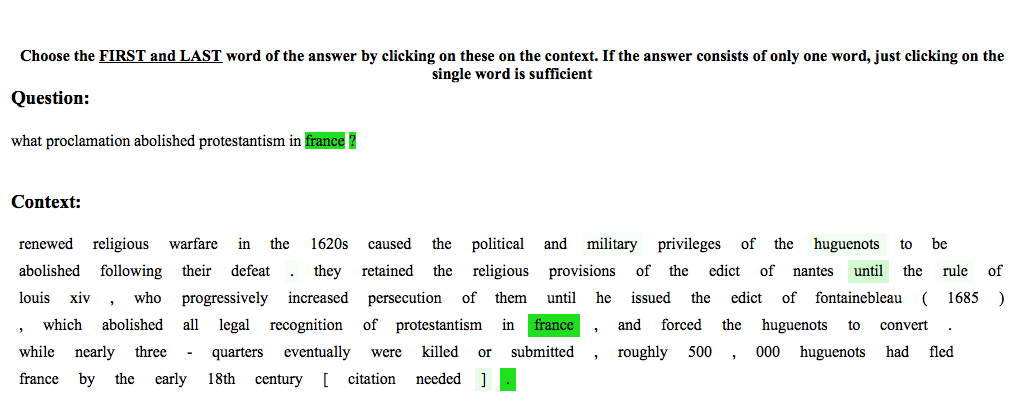 Choose the FIRST and LAST word of the answer by clicking on these on the context. If the answer consists of only one word, just clicking on the
single word is sufficient
Question:
what proclamation abolished protestantism in france ?
Context:
renewed religious warfare in the 1620s caused the political and military privileges of the huguenots to be
abolished following their defeat . they retained the religious provisions of the edict of nantes until the rule of
louis xiv , who progressively increased persecution of them until he issued the edict of fontainebleau ( 1685 )
, which abolished all legal recognition of protestantism in france , and forced the huguenots to convert .
while nearly three - quarters eventually were killed or submitted , roughly 500 , 000 huguenots had fled
france by the early 18th century [ citation needed ] .